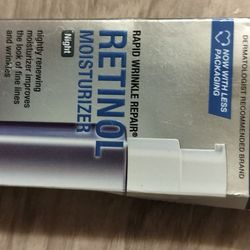 DERMATOLOGIST RECOMMENDED BRAND
NOW WITH LESS
PACKAGING
RAPID WRINKLE REPAIR®
RETINOL
MOISTURIZER
Night
nightly renewing
moisturizer improves
the look of fine lines
and wrinkles